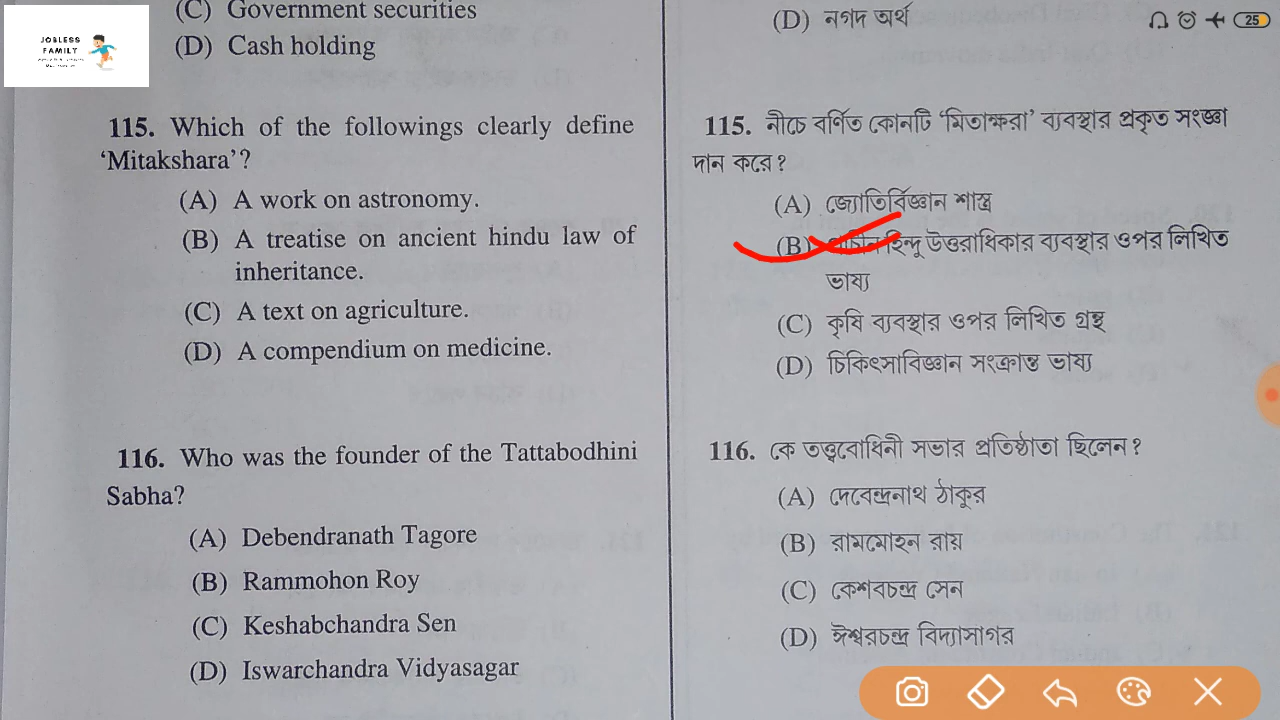 JOBLESS
FAMILY
25
(C) Government securities
(D) Cash holding
115. Which of the followings clearly define
‘Mitakshara’?
(A) A work on astronomy.
(B) A treatise on ancient hindu law of
inheritance.
(C) A text on agriculture.
(D) A compendium on medicine.
116. Who was the founder of the Tattabodhini
Sabha?
(A) Debendranath Tagore
(B) Rammohon Roy
(C) Keshabchandra Sen
(D) Iswarchandra Vidyasagar
(D) নগদ অর্থ
115. নীচে বর্ণিত কোনটি ‘মিতাক্ষরা’ ব্যবস্থার প্রকৃত সংজ্ঞা
দান করে?
(A) জ্যোতির্বিজ্ঞান শাস্ত্র
(B) প্রাচীন হিন্দু উত্তরাধিকার ব্যবস্থার ওপর লিখিত
ভাষ্য
(C) কৃষি ব্যবস্থার ওপর লিখিত গ্রন্থ
(D) চিকিৎসাবিজ্ঞান সংক্রান্ত ভাষ্য
116. কে তত্ত্ববোধিনী সভার প্রতিষ্ঠাতা ছিলেন?
(A) দেবেন্দ্রনাথ ঠাকুর
(B) রামমোহন রায়
(C) কেশবচন্দ্র সেন
(D) ঈশ্বরচন্দ্র বিদ্যাসাগর